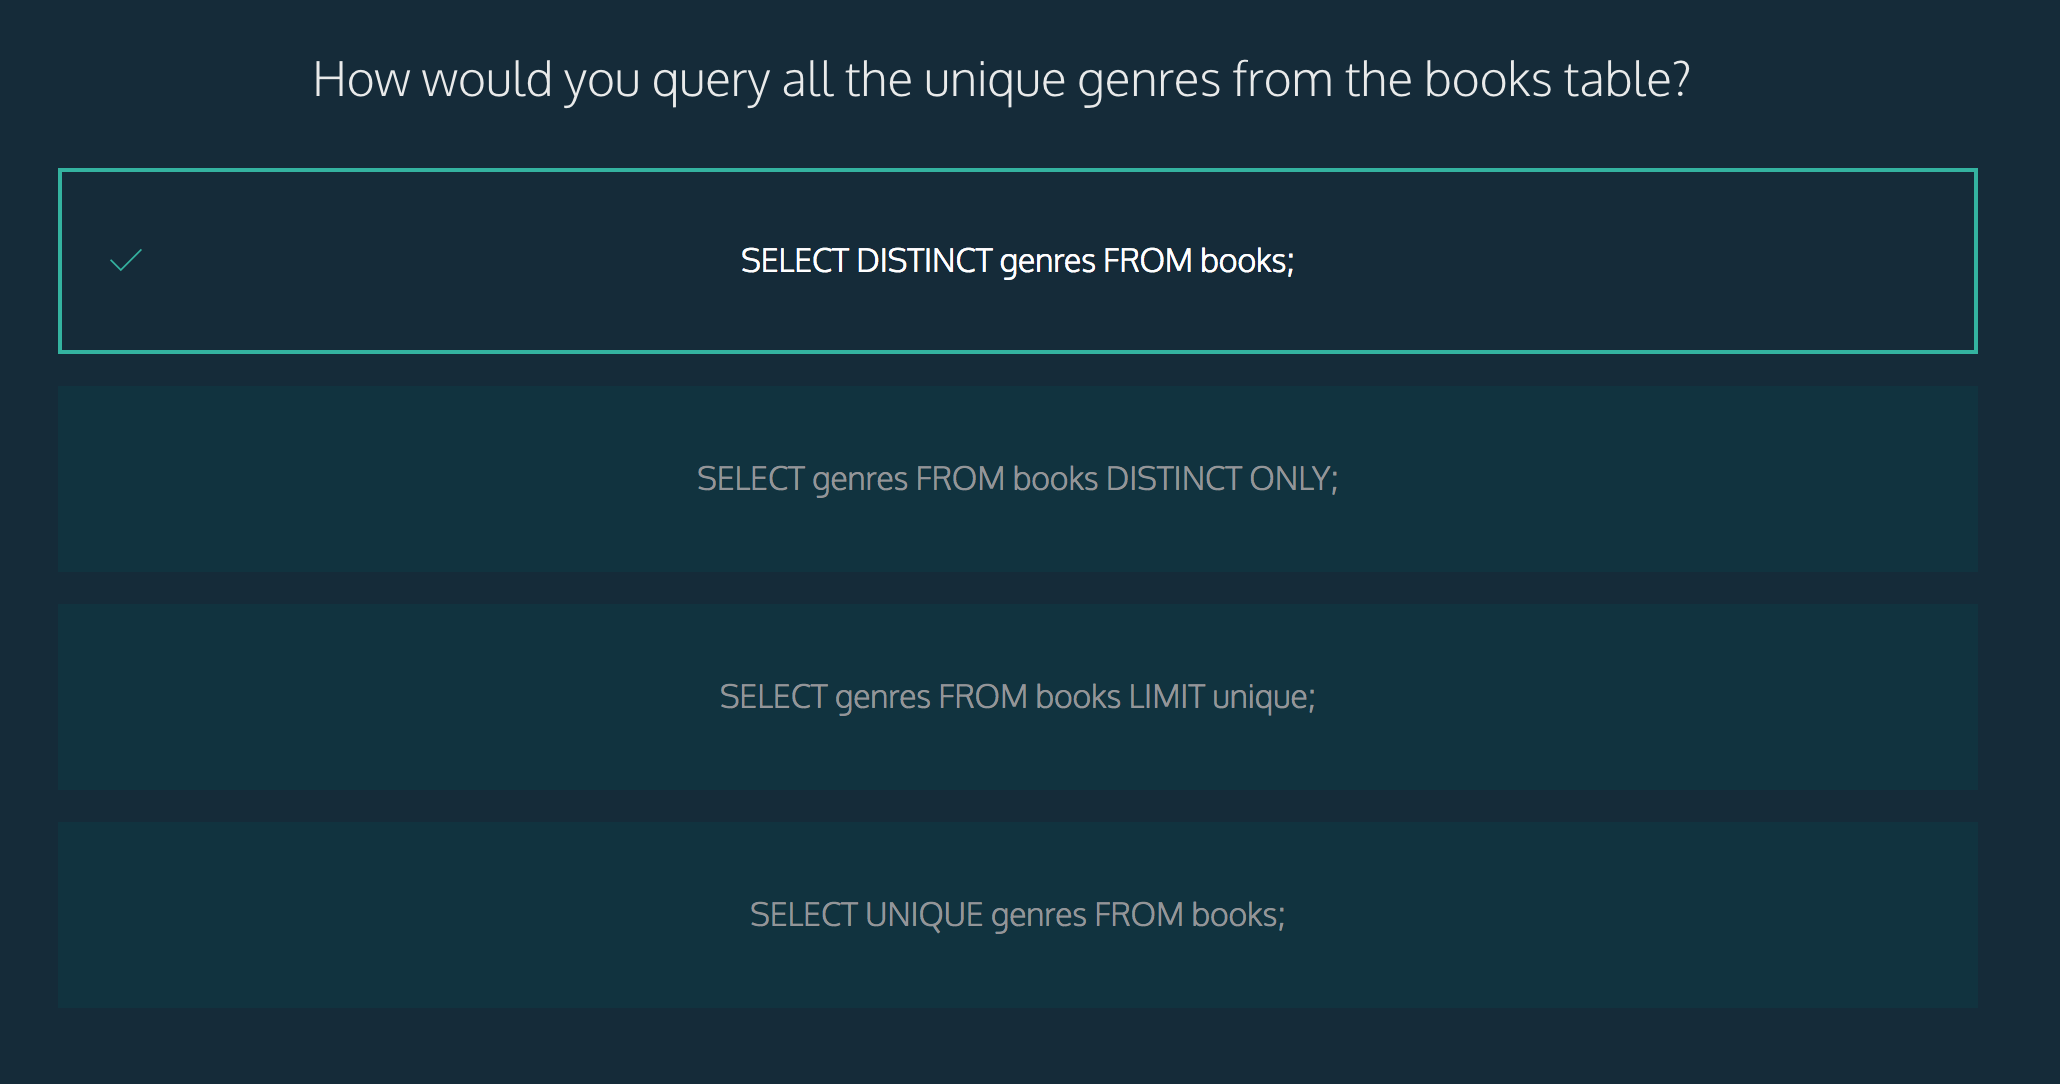 How would you query all the unique genres from the books table?
SELECT DISTINCT genres FROM books;
SELECT genres FROM books DISTINCT ONLY;
SELECT genres FROM books LIMIT unique;
SELECT UNIQUE genres FROM books;